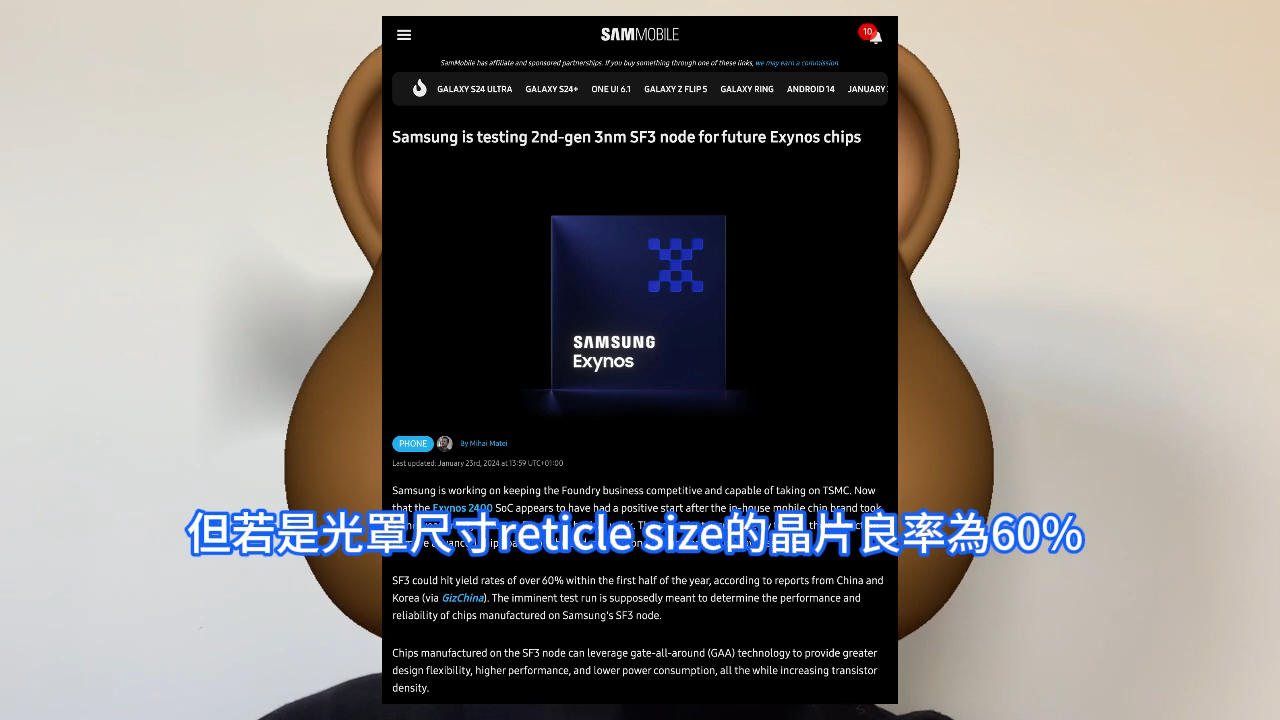 SAMMOBILE
10
SamMobile has affiliate and sponsored partnerships. If you buy something through one of these links, we may earn a commission
GALAXY S24 ULTRA GALAXY S24+ ONE UI 6.1 GALAXY Z FLIP 5 GALAXY RING ANDROID 14 JANUARY
Samsung is testing 2nd-gen 3nm SF3 node for future Exynos chips
SAMSUNG
Exynos
PHONE By Mihai Matei
Last updated: January 23rd, 2024 at 13:59 UTC+01:00
Samsung is working on keeping the Foundry business competitive and capable of taking on TSMC. Now
that the Exynos 2400 SoC appears to have had a positive start after the in-house mobile chip brand took
但若是光罩尺寸reticle size的晶片良率為60%
SF3 could hit yield rates of over 60% within the first half of the year, according to reports from China and
Korea (via GizChina). The imminent test run is supposedly meant to determine the performance and
reliability of chips manufactured on Samsung's SF3 node.
Chips manufactured on the SF3 node can leverage gate-all-around (GAA) technology to provide greater
design flexibility, higher performance, and lower power consumption, all the while increasing transistor
density.